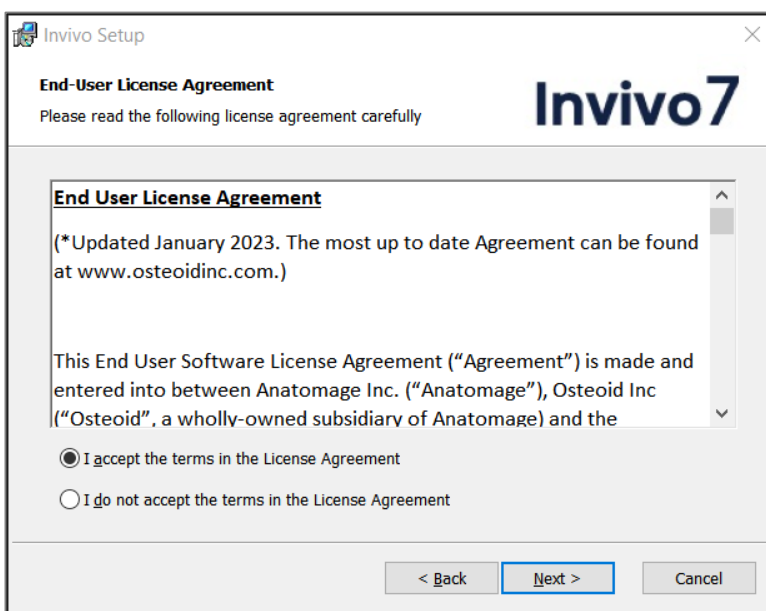 Invivo Setup
End-User License Agreement
Please read the following license agreement carefully
Invivo7
End User License Agreement
(*Updated January 2023. The most up to date Agreement can be found
at www.osteoidinc.com.)
This End User Software License Agreement (“Agreement”) is made and
entered into between Anatomage Inc. (“Anatomage”), Osteoid Inc
(“Osteoid”, a wholly-owned subsidiary of Anatomage) and the
I accept the terms in the License Agreement
I do not accept the terms in the License Agreement
< Back
Next >
Cancel